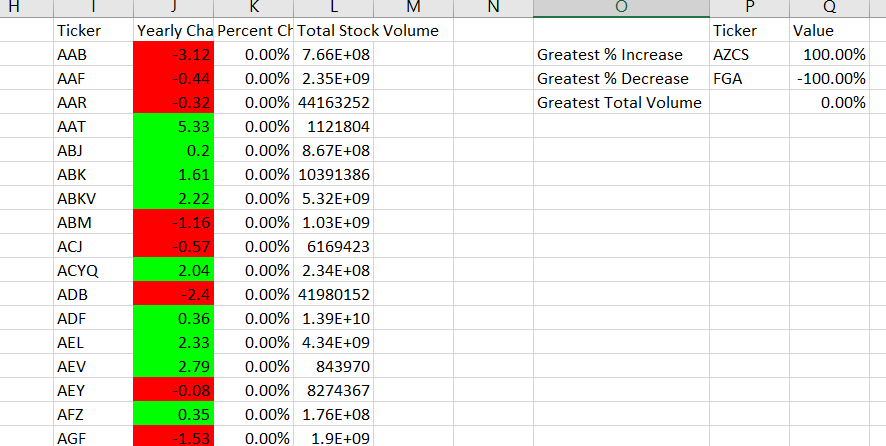 H I J K L M N O P Q
Ticker Yearly Cha Percent Ch Total Stock Volume Ticker Value
AAB -3.12 0.00% 7.66E+08 Greatest % Increase AZCS 100.00%
AAF -0.44 0.00% 2.35E+09 Greatest % Decrease FGA -100.00%
AAR -0.32 0.00% 44163252 Greatest Total Volume 0.00%
AAT 5.33 0.00% 1121804
ABJ 0.2 0.00% 8.67E+08
ABK 1.61 0.00% 10391386
ABKV 2.22 0.00% 5.32E+09
ABM -1.16 0.00% 1.03E+09
ACJ -0.57 0.00% 6169423
ACYQ 2.04 0.00% 2.34E+08
ADB -2.4 0.00% 41980152
ADF 0.36 0.00% 1.39E+10
AEL 2.33 0.00% 4.34E+09
AEV 2.79 0.00% 843970
AEY -0.08 0.00% 8274367
AFZ 0.35 0.00% 1.76E+08
AGF -1.53 0.00% 1.9E+09